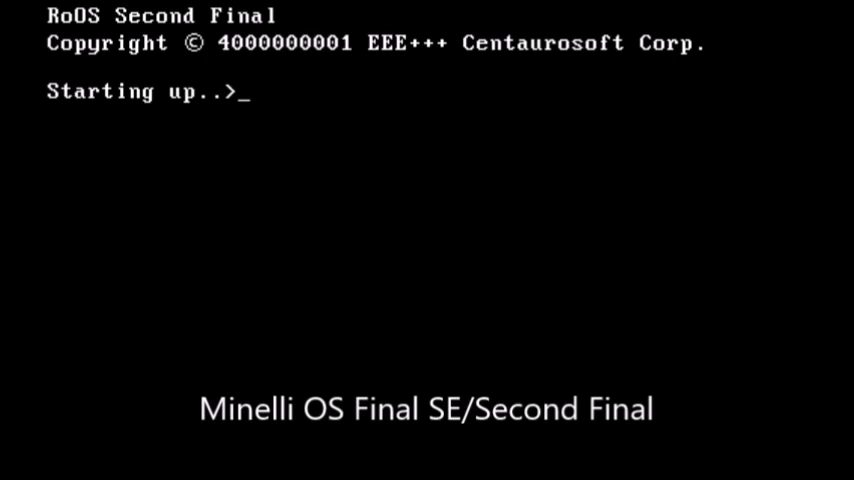 RoOS Second Final
Copyright © 4000000001 EEE+++ Centaurosoft Corp.
Starting up..>_
Minelli OS Final SE/Second Final